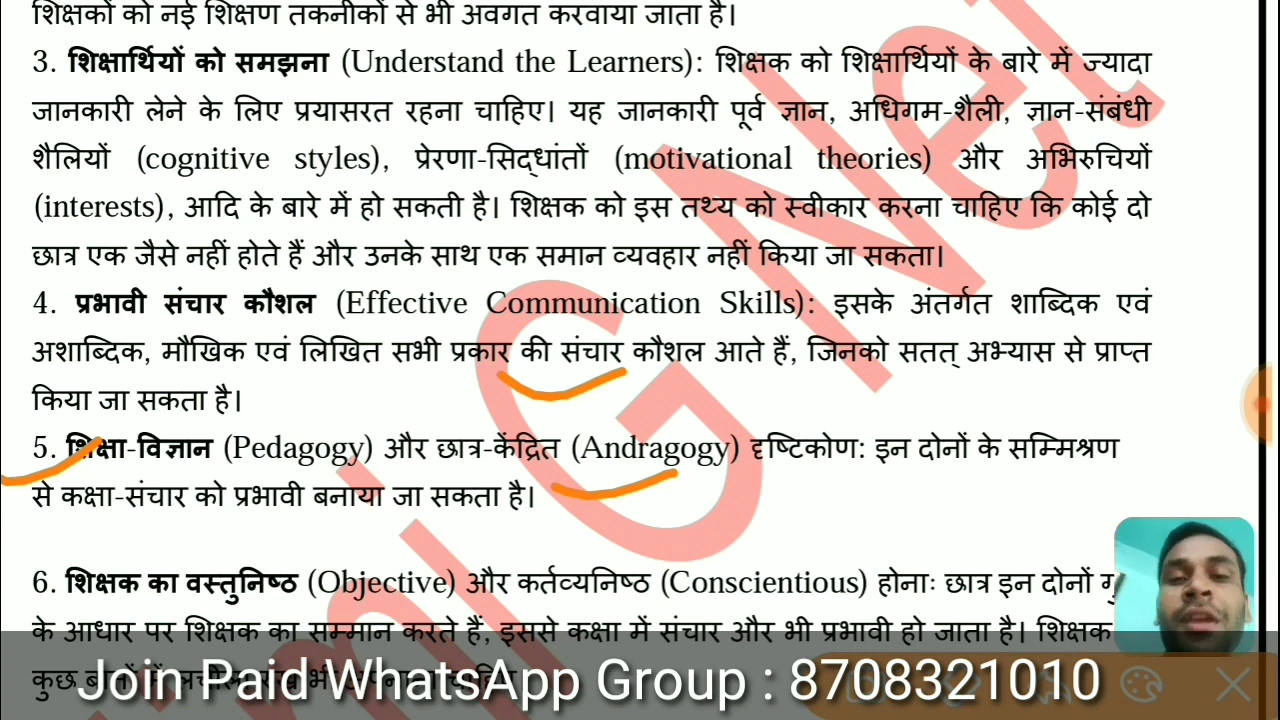 शिक्षकों को नई शिक्षण तकनीकों से भी अवगत करवाया जाता है।
3. शिक्षार्थियों को समझना (Understand the Learners): शिक्षक को शिक्षार्थियों के बारे में ज्यादा
जानकारी लेने के लिए प्रयासरत रहना चाहिए। यह जानकारी पूर्व ज्ञान, अधिगम-शैली, ज्ञान-संबंधी
शैलियों (cognitive styles), प्रेरणा-सिद्धांतों (motivational theories) और अभिरुचियों
(interests), आदि के बारे में हो सकती है। शिक्षक को इस तथ्य को स्वीकार करना चाहिए कि कोई दो
छात्र एक जैसे नहीं होते हैं और उनके साथ एक समान व्यवहार नहीं किया जा सकता।
4. प्रभावी संचार कौशल (Effective Communication Skills): इसके अंतर्गत शाब्दिक एवं
अशाब्दिक, मौखिक एवं लिखित सभी प्रकार की संचार कौशल आते हैं, जिनको सतत् अभ्यास से प्राप्त
किया जा सकता है।
5. शिक्षा-विज्ञान (Pedagogy) और छात्र-केंद्रित (Andragogy) दृष्टिकोण: इन दोनों के सम्मिश्रण
से कक्षा-संचार को प्रभावी बनाया जा सकता है।
6. शिक्षक का वस्तुनिष्ठ (Objective) और कर्तव्यनिष्ठ (Conscientious) होनाः छात्र इन दोनों
के आधार पर शिक्षक का सम्मान करते हैं, इससे कक्षा में संचार और भी प्रभावी हो जाता है। शिक्षक
कुछ
Join Paid WhatsApp Group : 8708321010
G Net